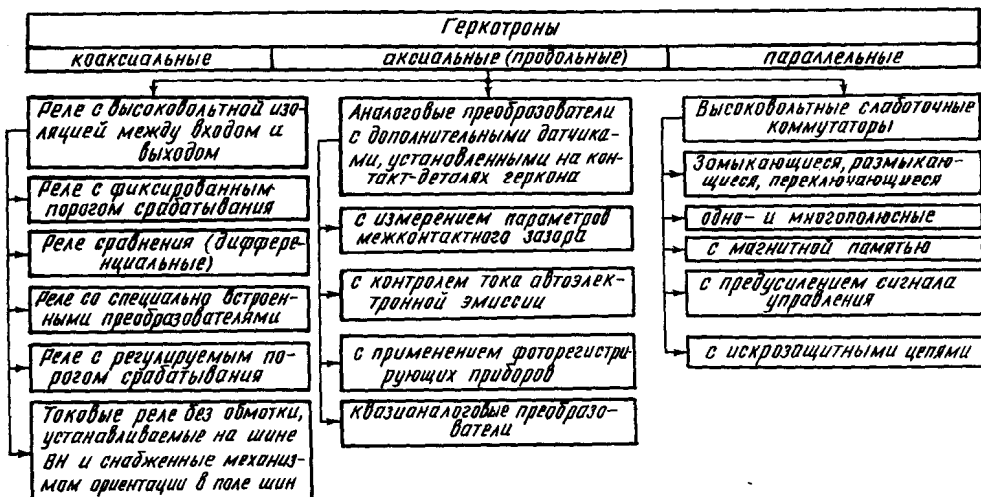 Геркотроны
коаксиальные
аксиальные (продольные)
параллельные
Реле с высоковольтной изо-
ляцией между входом и
выходом
Реле с фиксированным
порогом срабатывания
Реле сравнения (диффере-
нциальные)
Реле со специально встроен-
ными преобразователями
Реле с регулируемым по-
рогом срабатывания
Токовые реле без обмотки,
устанавливаемые на шине
ВН и снабженные механиз-
мом ориентации в поле шин
Аналоговые преобразователи
с дополнительными датчика-
ми, установленными на кон-
такт-деталях геркона
с измерением параметров
межконтактного зазора
с контролем тока автоэлек-
тронной эмиссии
с применением фоторегистри-
рующих приборов
квазианалоговые преобразо-
ватели
Высоковольтные слаботочные
коммутаторы
Замыкающиеся, размыкаю-
щиеся, переключающиеся
одно- и многополюсные
с магнитной памятью
с предусилением сигнала
управления
с искрозащитными цепями